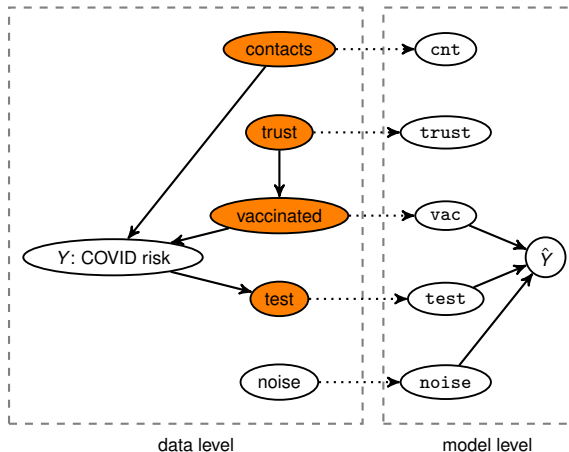 contacts
cnt
trust
trust
vaccinated
vac
Y: COVID risk
Ŷ
test
test
noise
noise
data level
model level